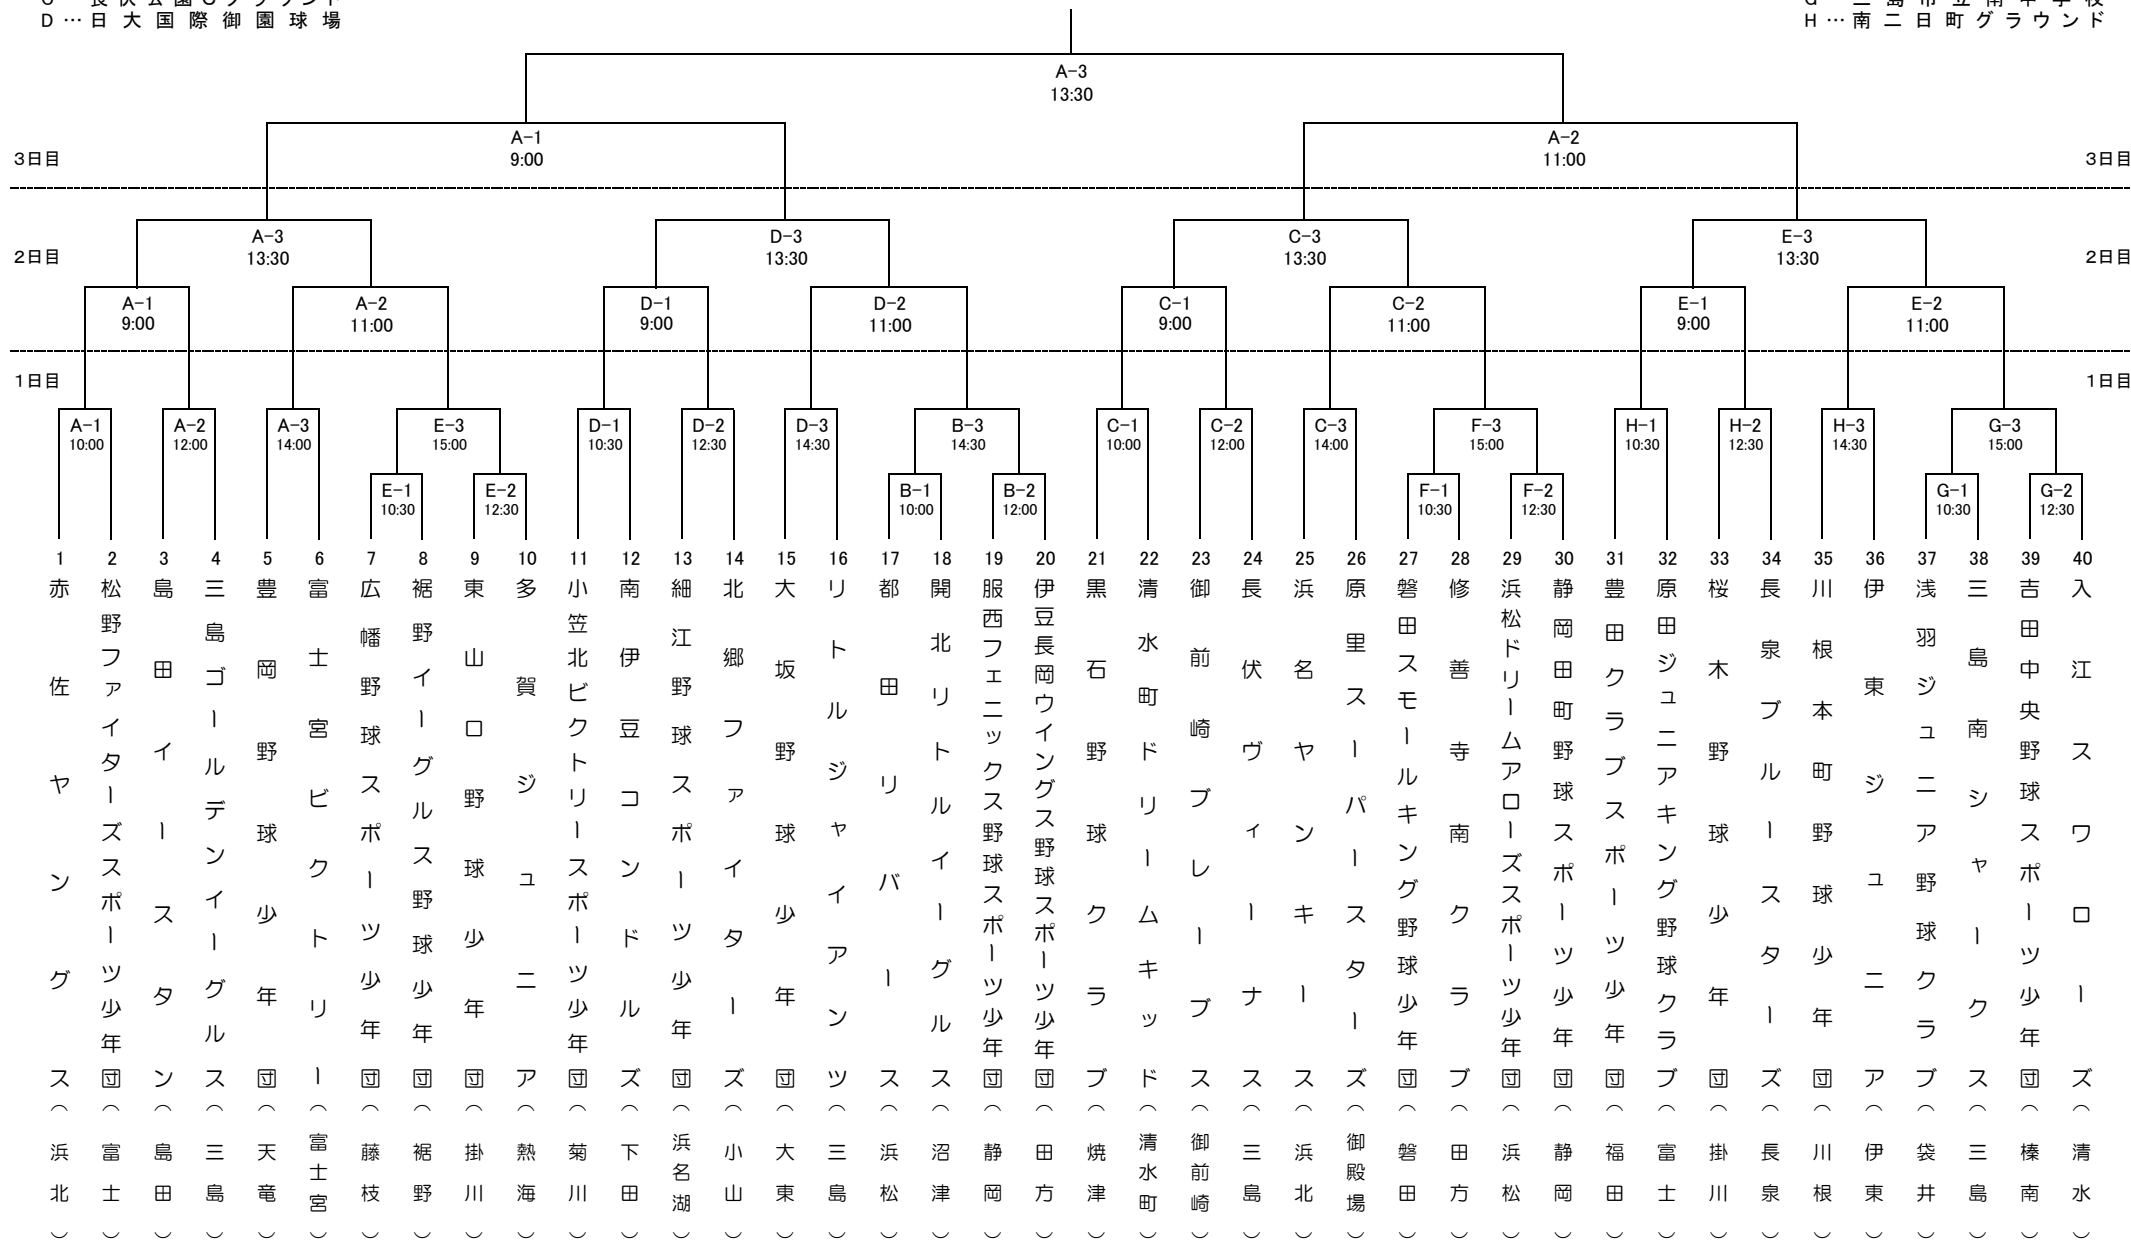 D…日大国際御園球場
H…南二日町グラウンド
A-3
13:30
A-1
9:00
A-2
11:00
3日目
3日目
A-3
13:30
D-3
13:30
C-3
13:30
E-3
13:30
2日目
2日目
A-1
9:00
A-2
11:00
D-1
9:00
D-2
11:00
C-1
9:00
C-2
11:00
E-1
9:00
E-2
11:00
1日目
1日目
A-1
10:00
A-2
12:00
A-3
14:00
E-3
15:00
D-1
10:30
D-2
12:30
D-3
14:30
B-3
14:30
C-1
10:00
C-2
12:00
C-3
14:00
F-3
15:00
H-1
10:30
H-2
12:30
H-3
14:30
G-3
15:00
E-1
10:30
E-2
12:30
B-1
10:00
B-2
12:00
F-1
10:30
F-2
12:30
G-1
10:30
G-2
12:30
1 赤佐ヤングス(浜北)
2 松野ファイターズスポーツ少年団(富士)
3 島田イースタン(島田)
4 三島ゴールデンイーグルス(三島)
5 豊岡野球少年団(天竜)
6 富士宮ビクトリー(富士宮)
7 広幡野球スポーツ少年団(藤枝)
8 裾野イーグルス野球少年団(裾野)
9 東山口野球少年団(掛川)
10 多賀ジュニア(熱海)
11 小笠北ビクトリースポーツ少年団(菊川)
12 南伊豆コンドルズ(下田)
13 細江野球スポーツ少年団(浜名湖)
14 北郷ファイターズ(小山)
15 大坂野球少年団(大東)
16 リトルジャイアンツ(三島)
17 都田リバース(浜松)
18 開北リトルイーグルス(沼津)
19 服西フェニックス野球スポーツ少年団(静岡)
20 伊豆長岡ウイングス野球スポーツ少年団(田方)
21 黒石野球クラブ(焼津)
22 清水町ドリームキッド(清水町)
23 御前崎ブレーブス(御前崎)
24 長伏ヴィーナス(三島)
25 浜名ヤンキース(浜北)
26 原里スーパースターズ(御殿場)
27 磐田スモールキング野球少年団(磐田)
28 修善寺南クラブ(田方)
29 浜松ドリームアローズスポーツ少年団(浜松)
30 静岡田町野球スポーツ少年団(静岡)
31 豊田クラブスポーツ少年団(福田)
32 原田ジュニアキング野球クラブ(富士)
33 桜木野球少年団(掛川)
34 長泉ブルースターズ(長泉)
35 川根本町野球少年団(川根)
36 伊東ジュニア(伊東)
37 浅羽ジュニア野球クラブ(袋井)
38 三島南シャークス(三島)
39 吉田中央野球スポーツ少年団(榛南)
40 入江スワローズ(清水)